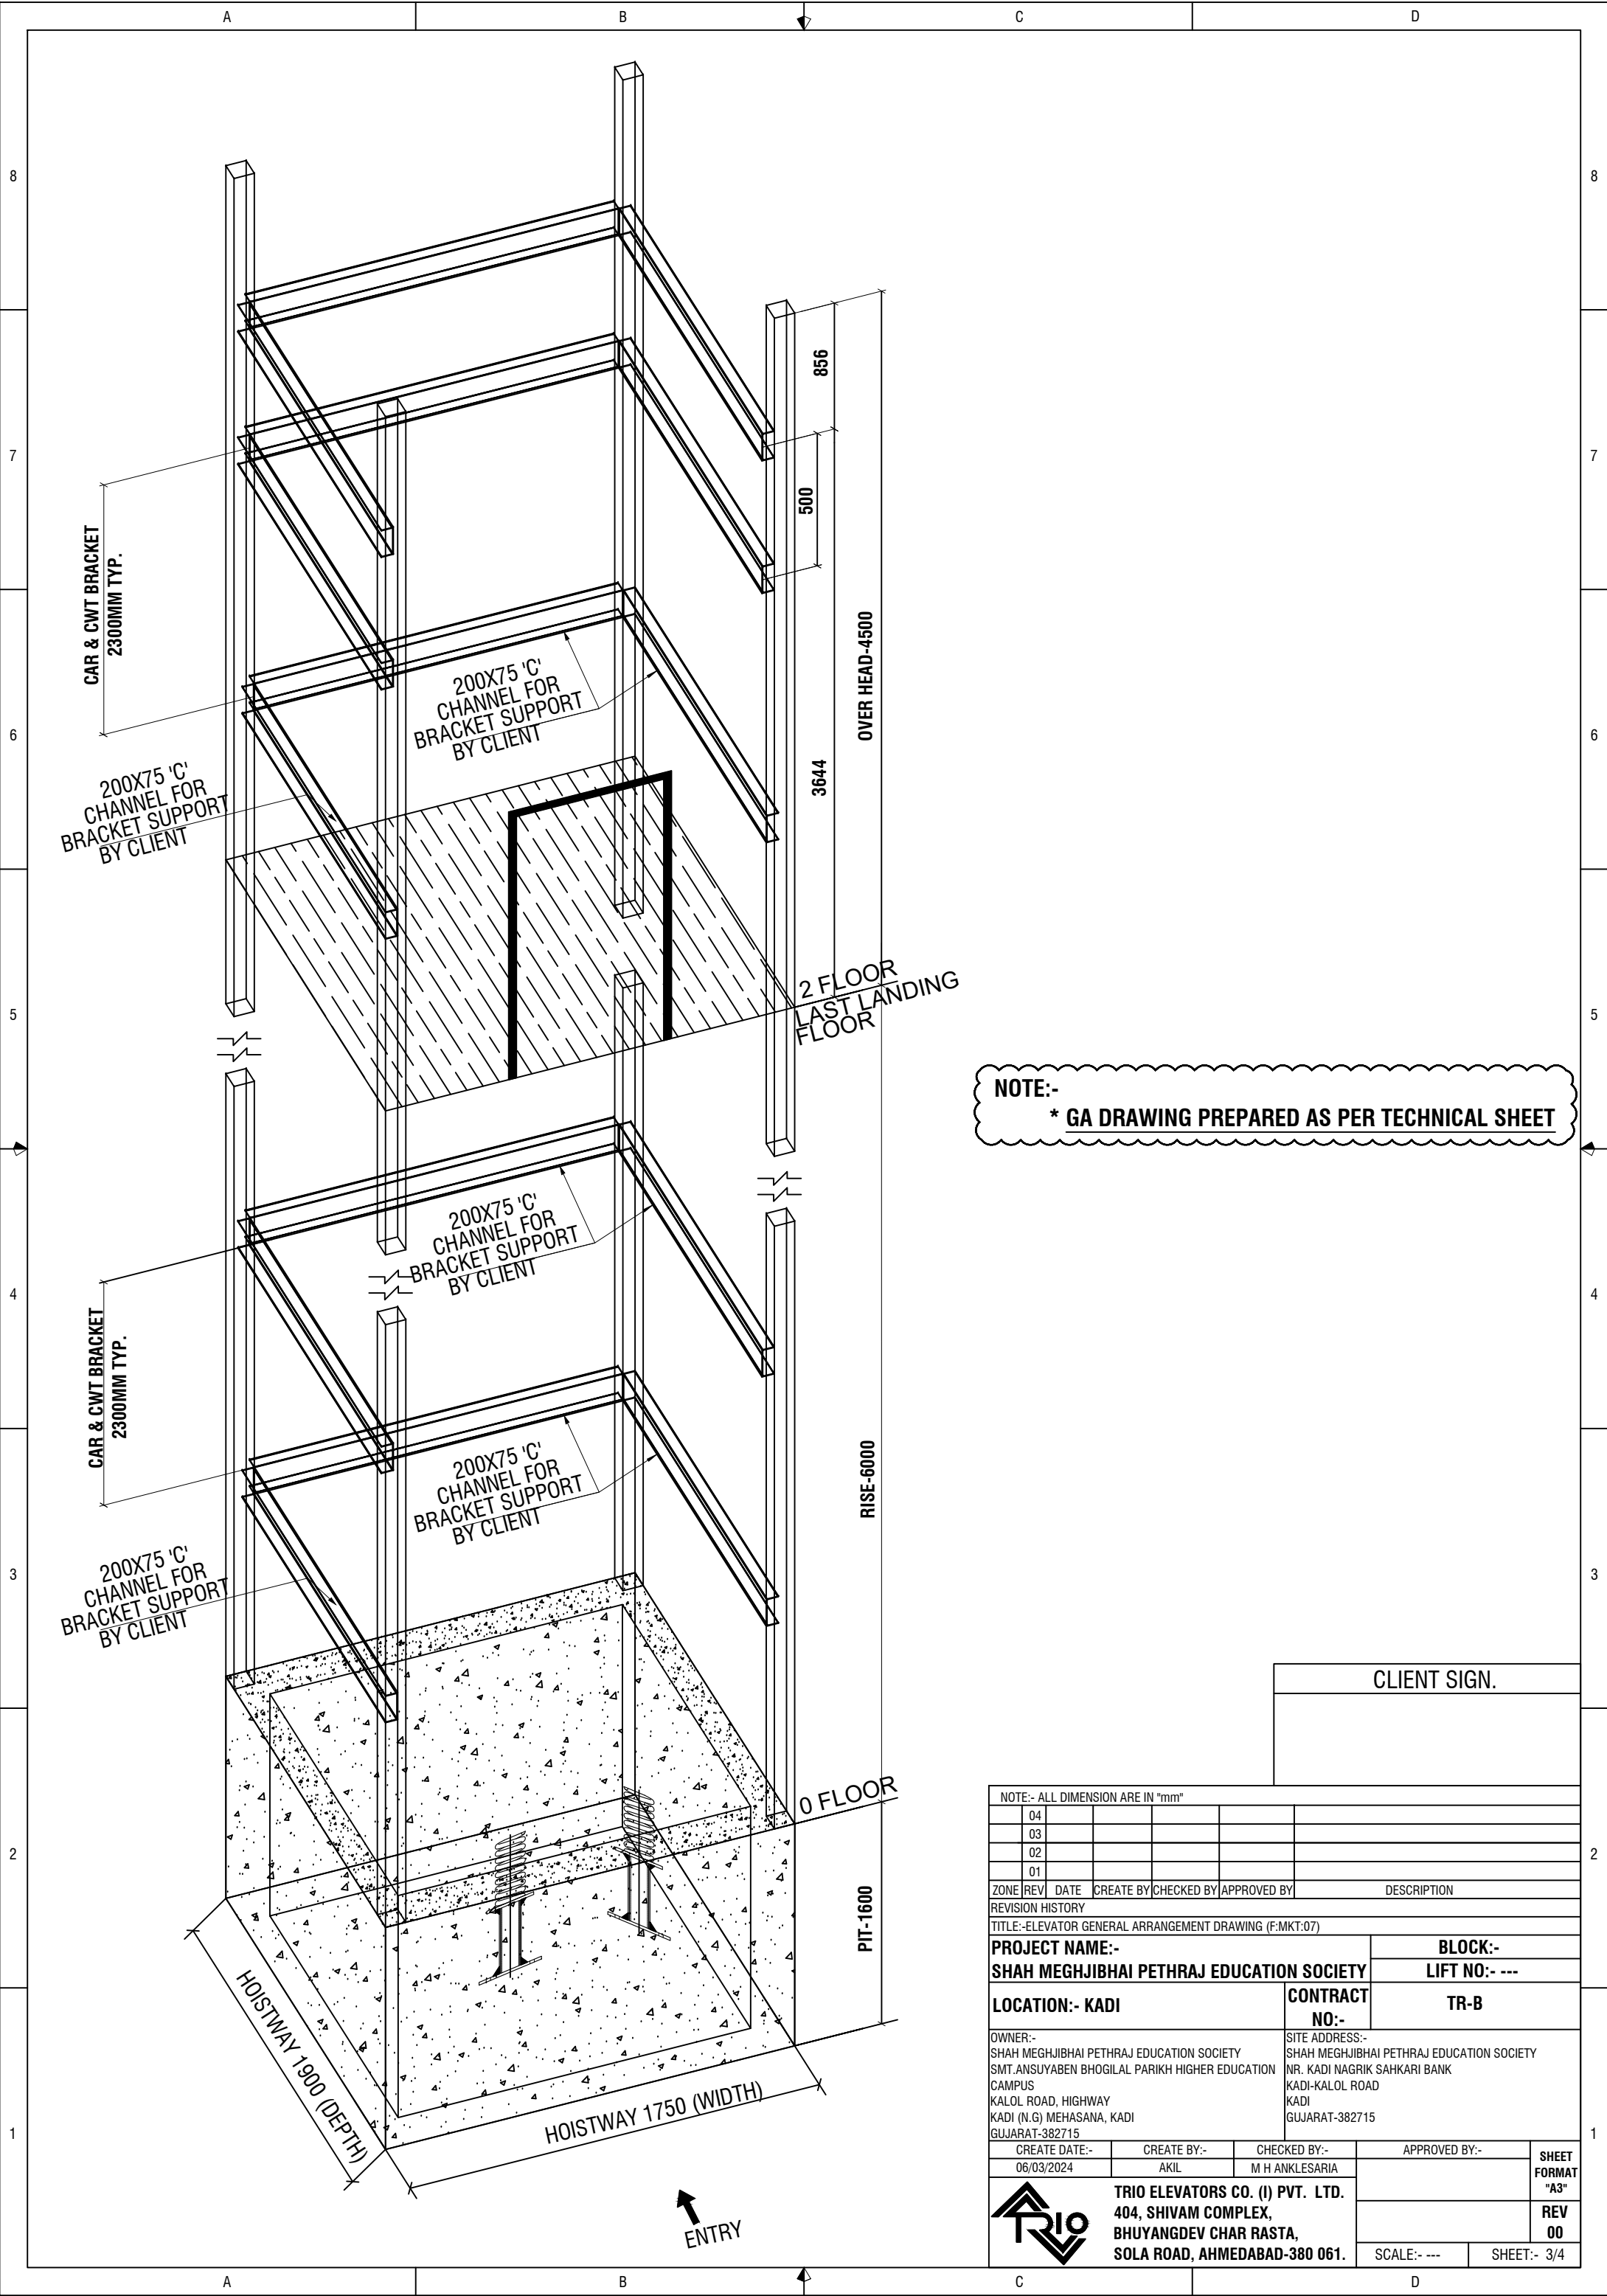 A
B
C
D
8
8
7
7
6
6
5
5
4
4
3
3
2
2
1
1
856
500
CAR & CWT BRACKET
2300MM TYP.
OVER HEAD-4500
3644
200X75 'C'
CHANNEL FOR
BRACKET SUPPORT
BY CLIENT
200X75 'C'
CHANNEL FOR
BRACKET SUPPORT
BY CLIENT
2 FLOOR
LAST LANDING
FLOOR
NOTE:-
* GA DRAWING PREPARED AS PER TECHNICAL SHEET
200X75 'C'
CHANNEL FOR
BRACKET SUPPORT
BY CLIENT
CAR & CWT BRACKET
2300MM TYP.
RISE-6000
200X75 'C'
CHANNEL FOR
BRACKET SUPPORT
BY CLIENT
200X75 'C'
CHANNEL FOR
BRACKET SUPPORT
BY CLIENT
0 FLOOR
PIT-1600
HOISTWAY 1900 (DEPTH)
HOISTWAY 1750 (WIDTH)
ENTRY
CLIENT SIGN.
NOTE:- ALL DIMENSION ARE IN "mm"
04
03
02
01
ZONE REV DATE CREATE BY CHECKED BY APPROVED BY DESCRIPTION
REVISION HISTORY
TITLE:-ELEVATOR GENERAL ARRANGEMENT DRAWING (F:MKT:07)
PROJECT NAME:-
SHAH MEGHJIBHAI PETHRAJ EDUCATION SOCIETY
BLOCK:-
LIFT NO:- ---
LOCATION:- KADI
CONTRACT
NO:-
TR-B
OWNER:-
SHAH MEGHJIBHAI PETHRAJ EDUCATION SOCIETY
SMT.ANSUYABEN BHOGILAL PARIKH HIGHER EDUCATION
CAMPUS
KALOL ROAD, HIGHWAY
KADI (N.G) MEHASANA, KADI
GUJARAT-382715
SITE ADDRESS:-
SHAH MEGHJIBHAI PETHRAJ EDUCATION SOCIETY
NR. KADI NAGRIK SAHKARI BANK
KADI-KALOL ROAD
KADI
GUJARAT-382715
CREATE DATE:- CREATE BY:- CHECKED BY:- APPROVED BY:-
06/03/2024 AKIL M H ANKLESARIA
SHEET
FORMAT
"A3"
REV
00
TRIO
TRIO ELEVATORS CO. (I) PVT. LTD.
404, SHIVAM COMPLEX,
BHUYANGDEV CHAR RASTA,
SOLA ROAD, AHMEDABAD-380 061.
SCALE:- --- SHEET:- 3/4
A
B
C
D